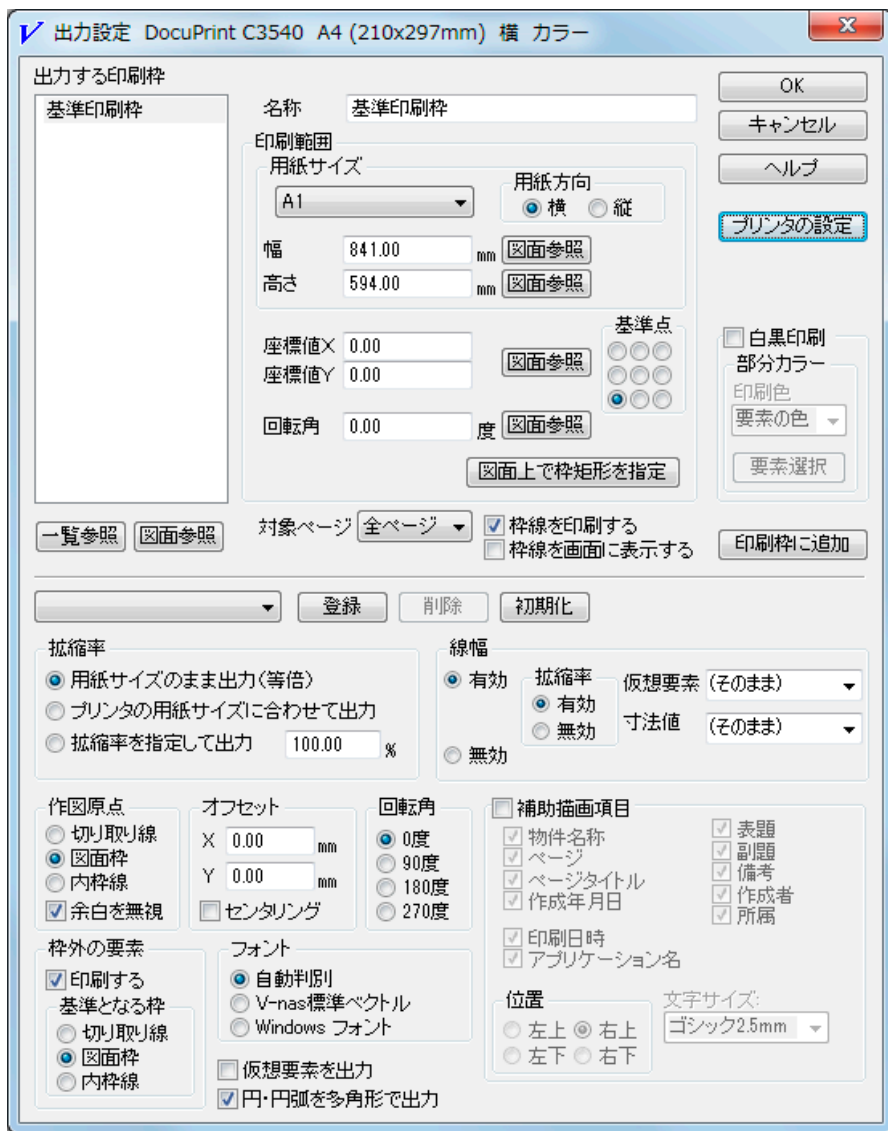 出力設定 DocuPrint C3540 A4 (210x297mm) 横 カラー
出力する印刷枠
基準印刷枠
名称 基準印刷枠
印刷範囲
用紙サイズ
A1
用紙方向
横 縦
幅 841.00 mm 図面参照
高さ 594.00 mm 図面参照
座標値X 0.00
座標値Y 0.00
図面参照
基準点
回転角 0.00 度 図面参照
図面上で枠矩形を指定
OK
キャンセル
ヘルプ
プリンタの設定
白黒印刷
部分カラー
印刷色
要素の色
要素選択
一覧参照 図面参照
対象ページ 全ページ
枠線を印刷する
枠線を画面に表示する
印刷枠に追加
登録 削除 初期化
拡縮率
用紙サイズのまま出力(等倍)
プリンタの用紙サイズに合わせて出力
拡縮率を指定して出力 100.00 %
線幅
有効
無効
拡縮率
有効
無効
仮想要素 (そのまま)
寸法値 (そのまま)
作図原点
切り取り線
図面枠
内枠線
余白を無視
オフセット
X 0.00 mm
Y 0.00 mm
センタリング
回転角
0度
90度
180度
270度
補助描画項目
物件名称
ページ
ページタイトル
作成年月日
印刷日時
アプリケーション名
表題
副題
備考
作成者
所属
位置
左上 右上
左下 右下
文字サイズ:
ゴシック2.5mm
枠外の要素
印刷する
基準となる枠
切り取り線
図面枠
内枠線
フォント
自動判別
V-nas標準ベクトル
Windows フォント
仮想要素を出力
円・円弧を多角形で出力